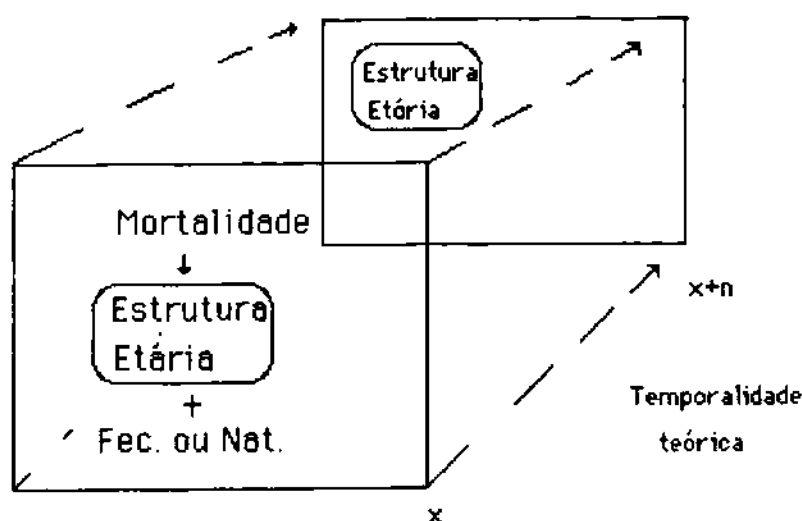 Estrutura
Etória
Mortalidade
Estrutura
Etária
+
Fec. ou Nat.
x+n
Temporalidade
teórica
x